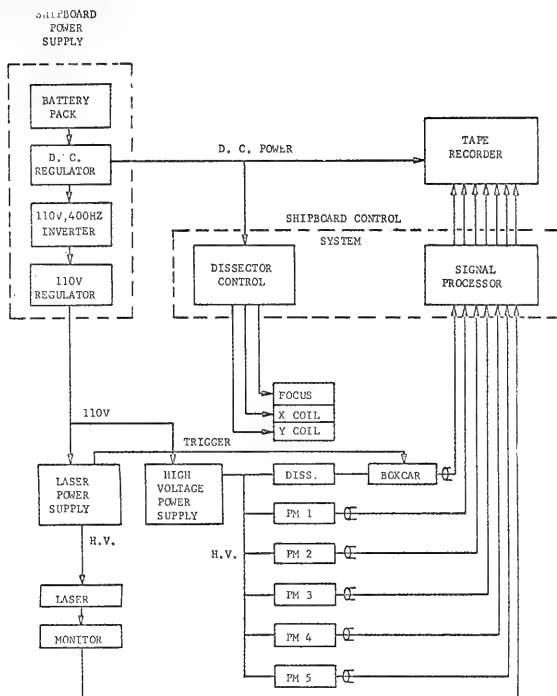 SHIPBOARD
POWER
SUPPLY
BATTERY
PACK
D. C.
REGULATOR
110V,400HZ
INVERTER
110V
REGULATOR
D. C. POWER
TAPE
RECORDER
SHIPBOARD CONTROL
SYSTEM
DISSECTOR
CONTROL
SIGNAL
PROCESSOR
FOCUS
X COIL
Y COIL
110V
TRIGGER
LASER
POWER
SUPPLY
HIGH
VOLTAGE
POWER
SUPPLY
DISS.
BOXCAR
H.V.
H.V.
PM 1
PM 2
PM 3
PM 4
PM 5
LASER
MONITOR